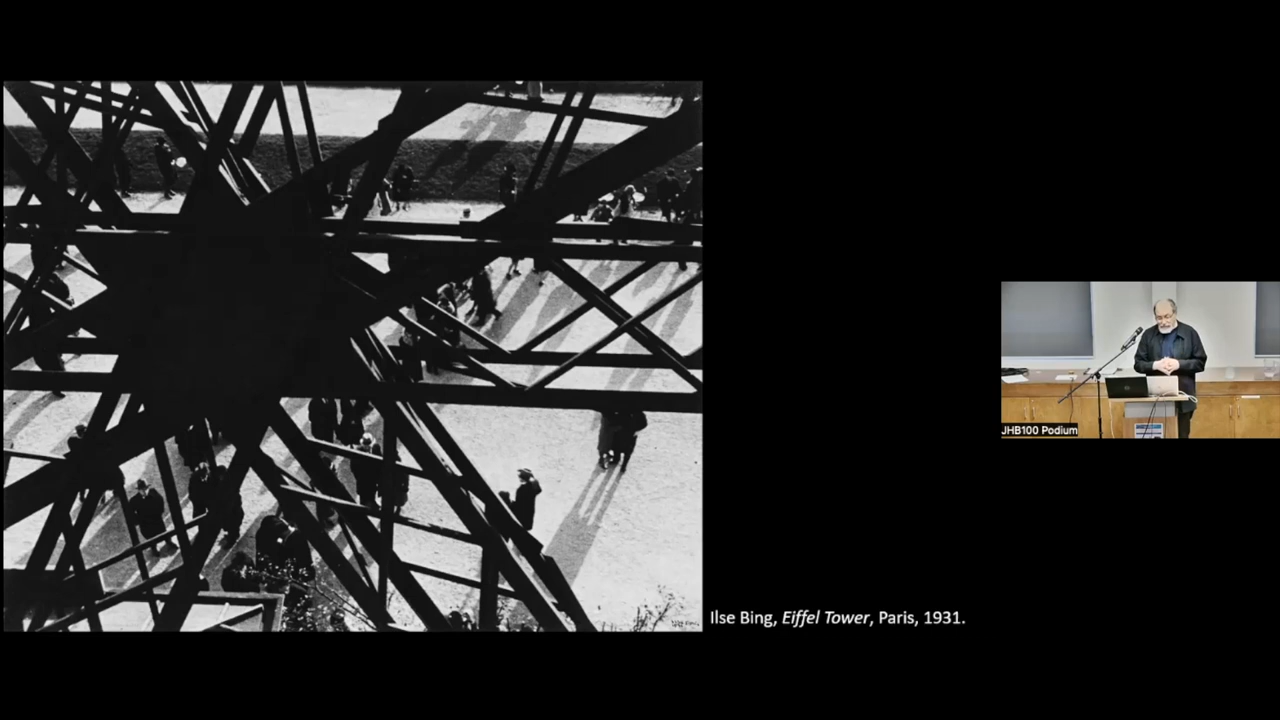 Ilse Bing, Eiffel Tower, Paris, 1931.
JHB100 Podium